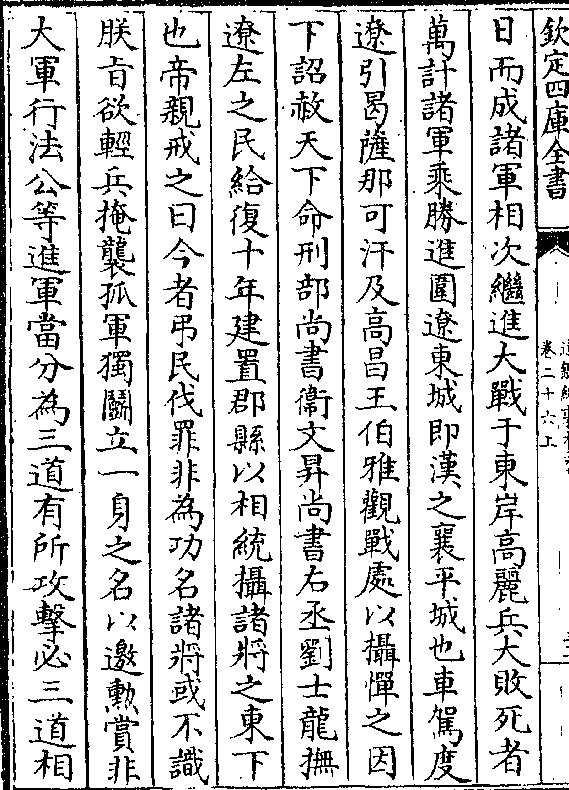 欽定四庫全書
卷二十六上
日而成諸軍相次繼進大戰于東岸高麗兵大敗死者
萬計諸軍乘勝進圍遼東城即漢之襄平城也車駕度
遼引曷薩那可汗及高昌王伯雅觀戰處以攝憚之因
下詔赦天下命刑部尚書衞文昇尚書右丞劉士龍撫
遼左之民給復十年建置郡縣以相統攝諸將之東下
也帝親戒之曰今者弔民伐罪非為功名諸將或不識
朕㫖欲輕兵掩襲孤軍獨鬭立一身之名以邀勲賞非
大軍行法公等進軍當分為三道有所攻擊必三道相